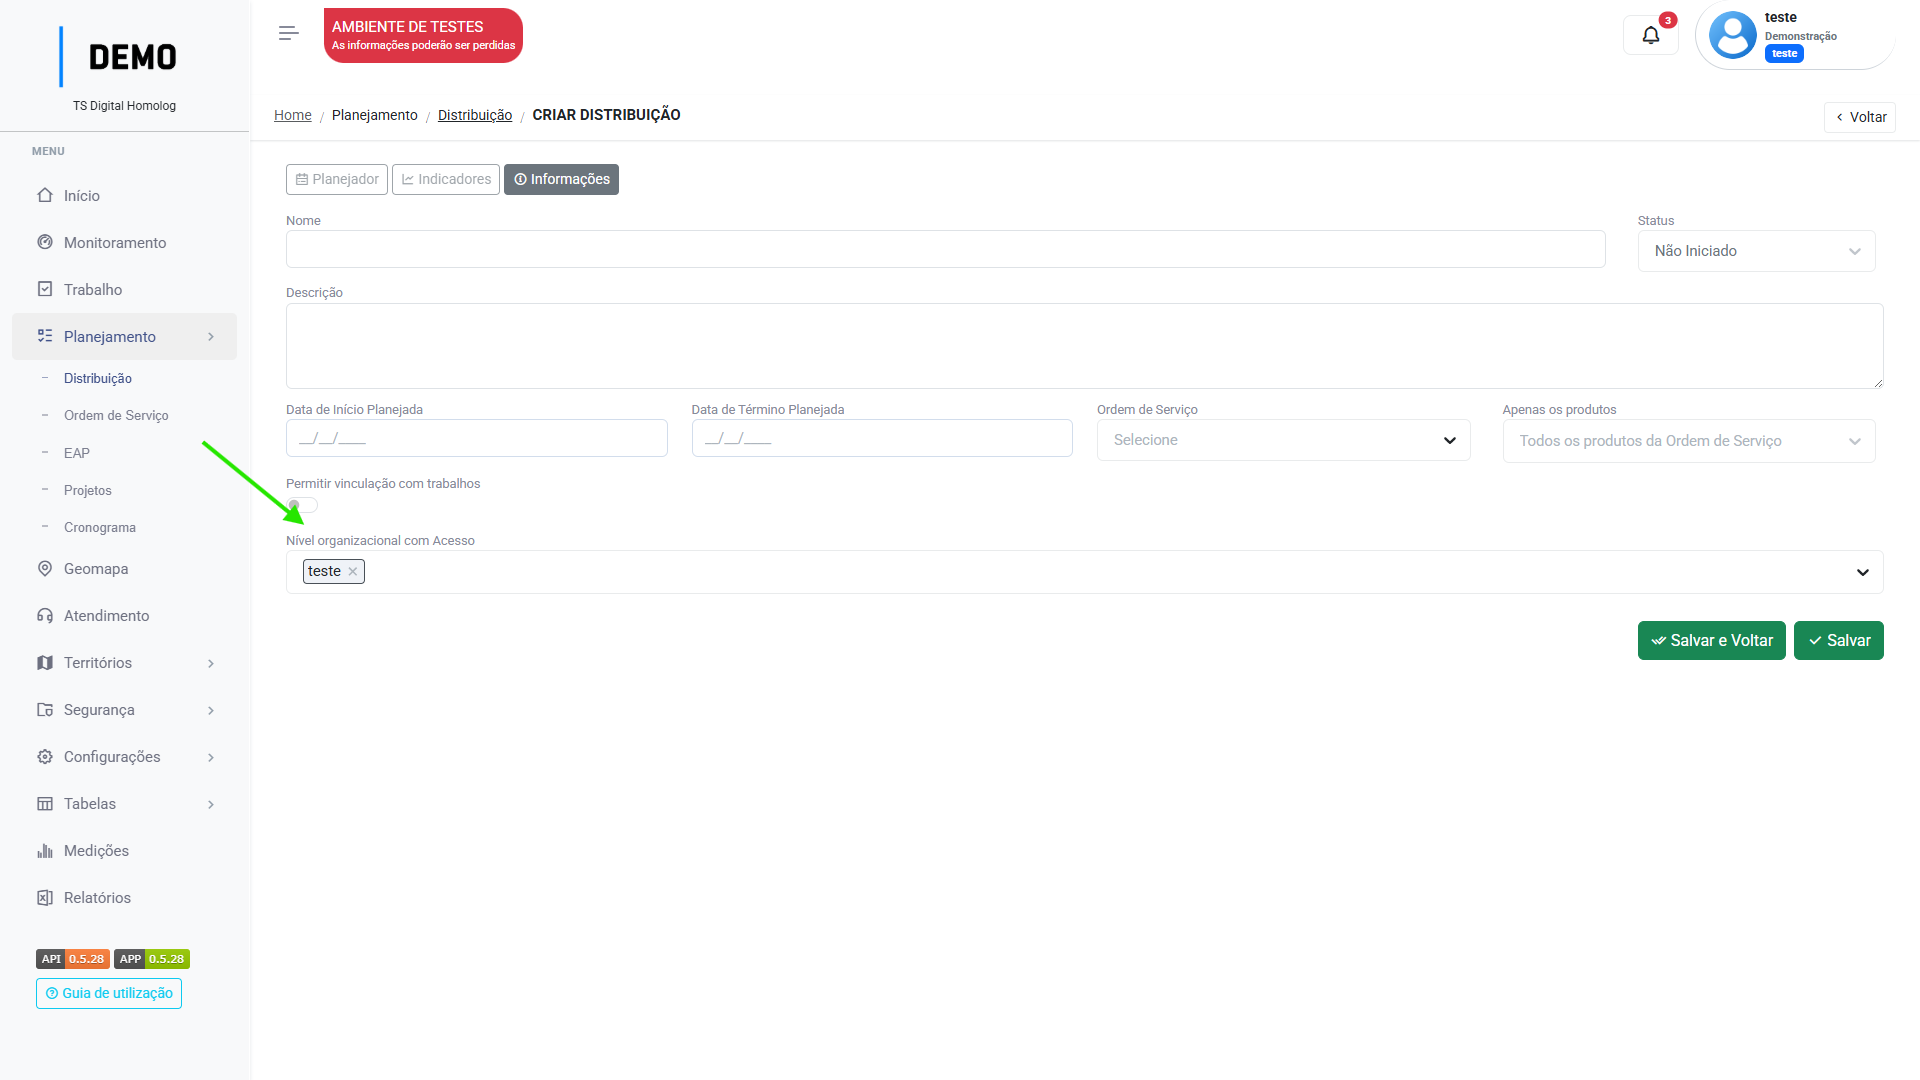 DEMO
TS Digital Homolog
MENU
Início
Monitoramento
Trabalho
Planejamento
Distribuição
Ordem de Serviço
EAP
Projetos
Cronograma
Geomapa
Atendimento
Territórios
Segurança
Configurações
Tabelas
Medições
Relatórios
API 0.5.28 APP 0.5.28
Guia de utilização
AMBIENTE DE TESTES
As informações poderão ser perdidas
3
teste
Demonstração
teste
Home / Planejamento / Distribuição / CRIAR DISTRIBUIÇÃO
Voltar
Planejador Indicadores Informações
Nome
Status
Não Iniciado
Descrição
Data de Início Planejada
__/__/____
Data de Término Planejada
__/__/____
Ordem de Serviço
Selecione
Apenas os produtos
Todos os produtos da Ordem de Serviço
Permitir vinculação com trabalhos
Nível organizacional com Acesso
teste
Salvar e Voltar
Salvar